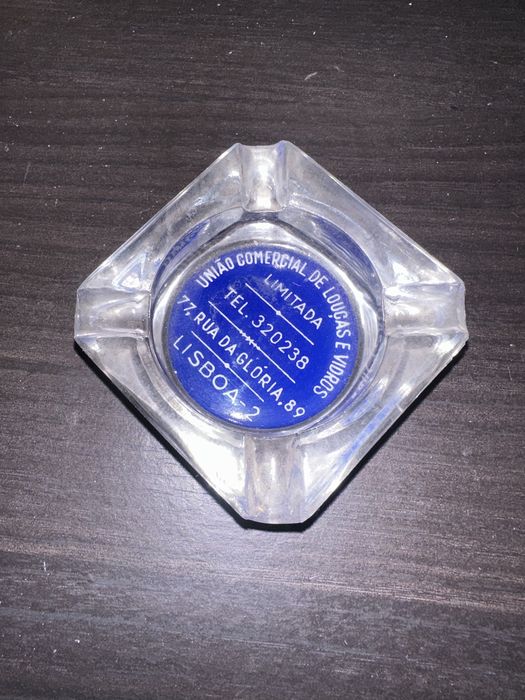 UNIÃO COMERCIAL DE LOUÇAS E VIDROS
LIMITADA
TEL. 320238
77, RUA DA GLÓRIA, 89
LISBOA-2